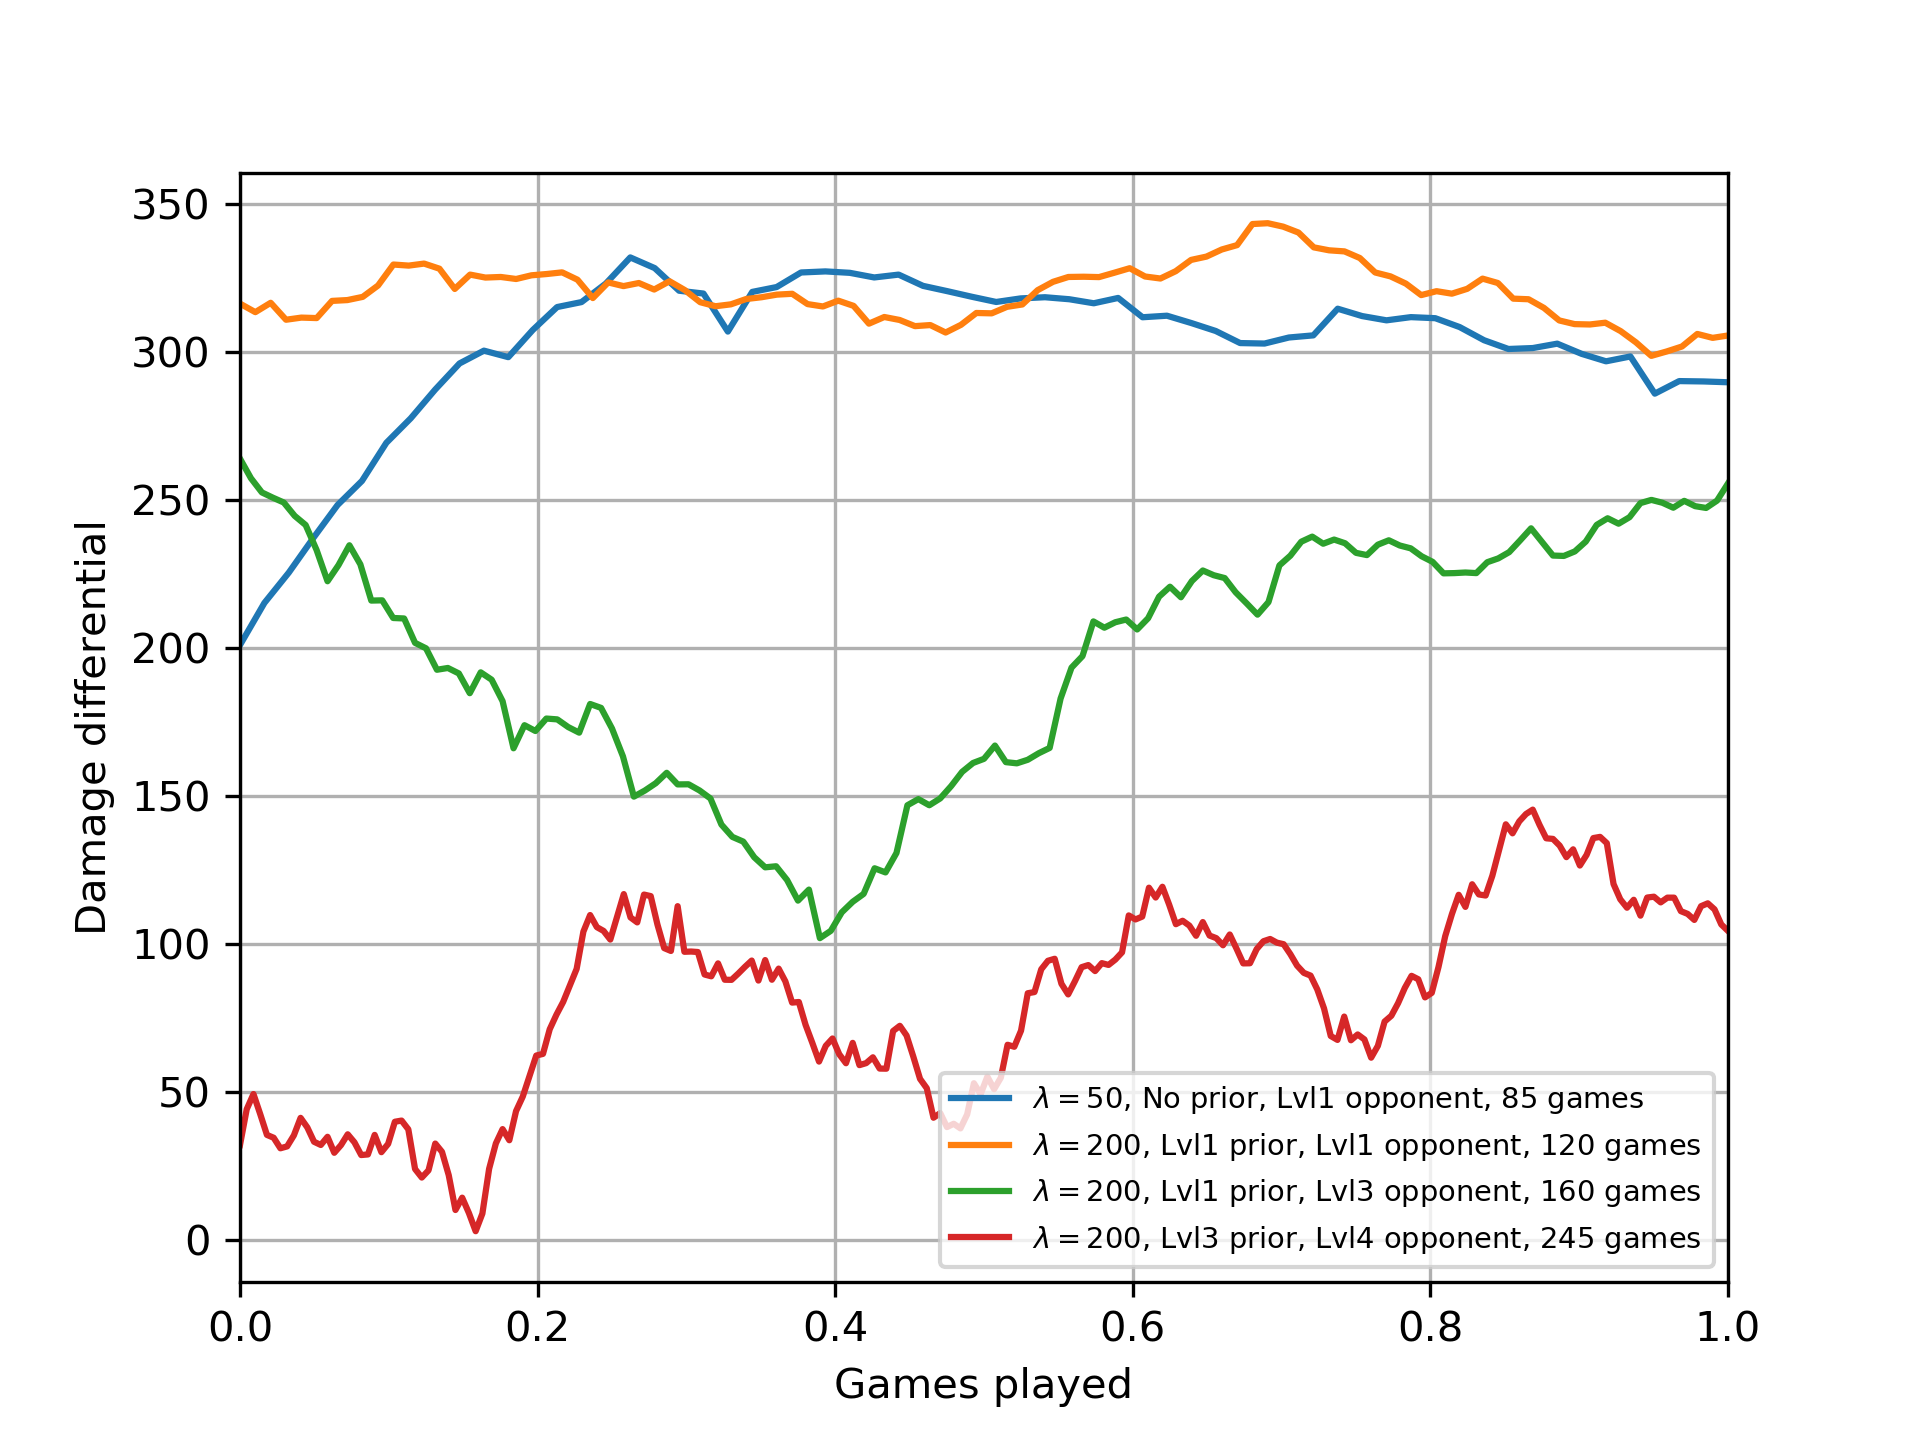 350
300
250
200
150
100
50
0
Damage differential
λ = 50, No prior, Lvl1 opponent, 85 games
λ = 200, Lvl1 prior, Lvl1 opponent, 120 games
λ = 200, Lvl1 prior, Lvl3 opponent, 160 games
λ = 200, Lvl3 prior, Lvl4 opponent, 245 games
0.0 0.2 0.4 0.6 0.8 1.0
Games played